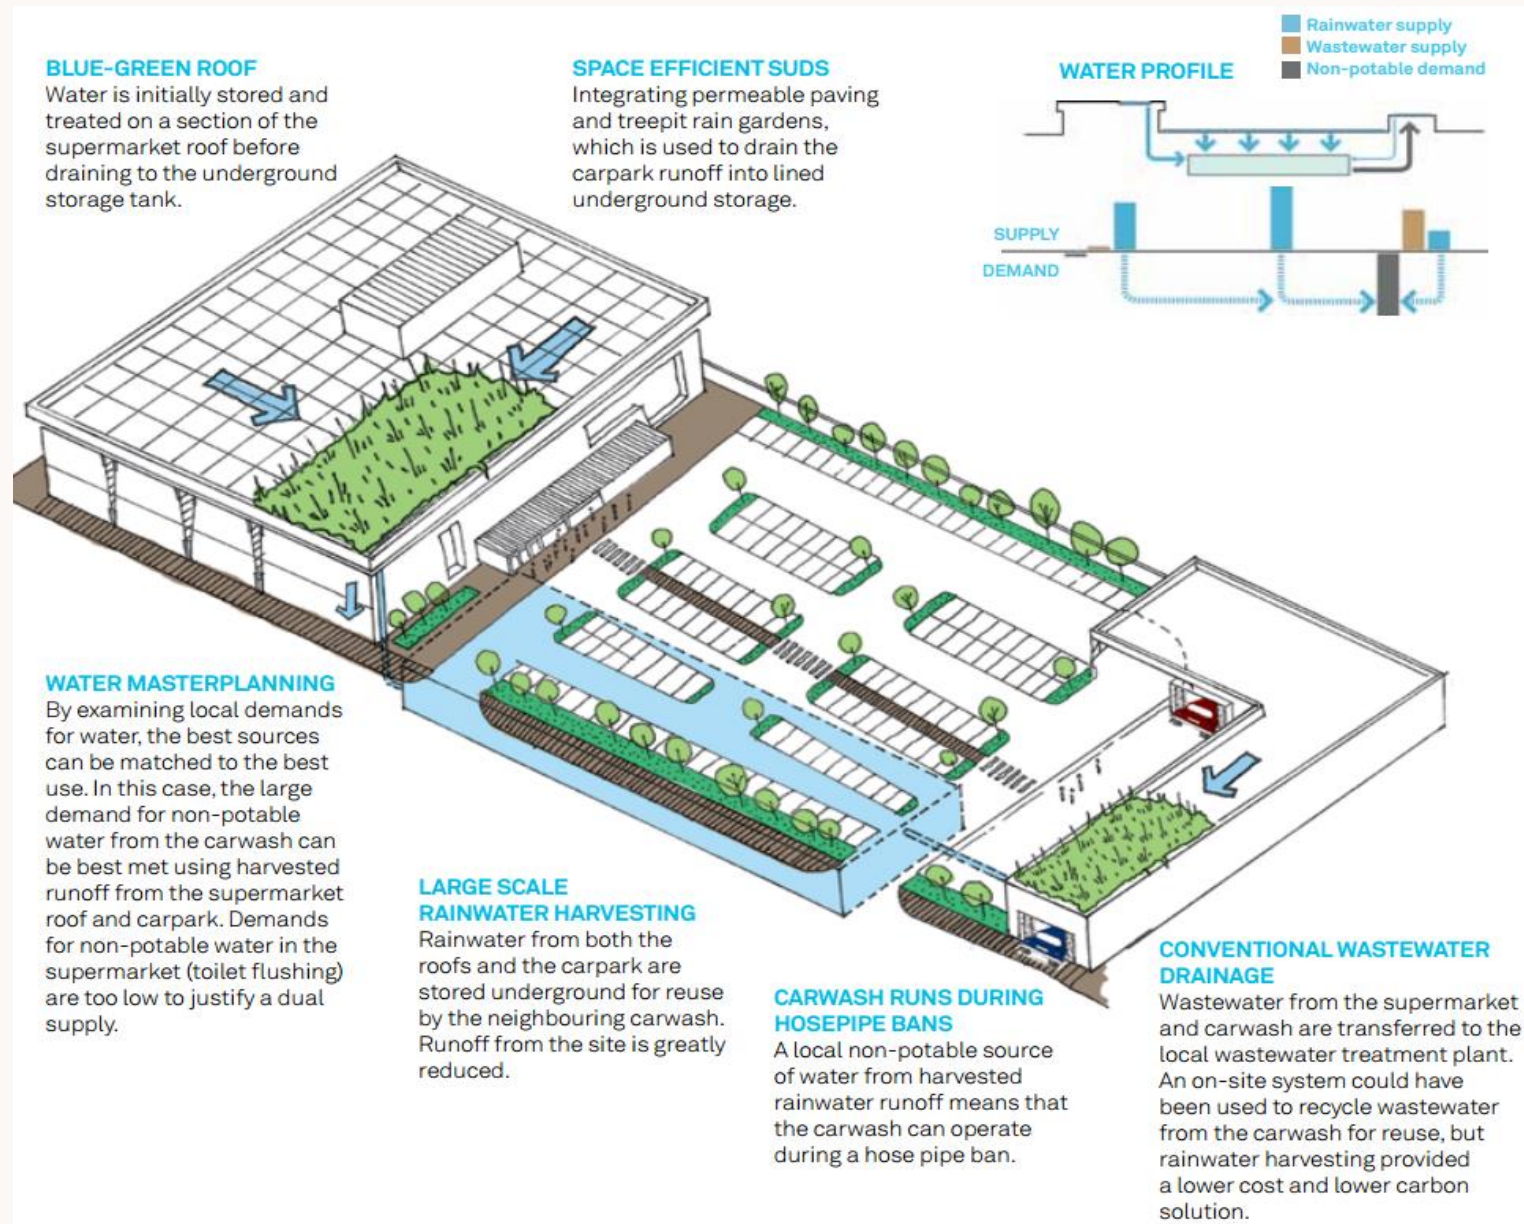 BLUE-GREEN ROOF
Water is initially stored and
treated on a section of the
supermarket roof before
draining to the underground
storage tank.
SPACE EFFICIENT SUDS
Integrating permeable paving
and treepit rain gardens,
which is used to drain the
carpark runoff into lined
underground storage.
WATER PROFILE
Rainwater supply
Wastewater supply
Non-potable demand
SUPPLY
DEMAND
WATER MASTERPLANNING
By examining local demands
for water, the best sources
can be matched to the best
use. In this case, the large
demand for non-potable
water from the carwash can
be best met using harvested
runoff from the supermarket
roof and carpark. Demands
for non-potable water in the
supermarket (toilet flushing)
are too low to justify a dual
supply.
LARGE SCALE
RAINWATER HARVESTING
Rainwater from both the
roofs and the carpark are
stored underground for reuse
by the neighbouring carwash.
Runoff from the site is greatly
reduced.
CARWASH RUNS DURING
HOSEPIPE BANS
A local non-potable source
of water from harvested
rainwater runoff means that
the carwash can operate
during a hose pipe ban.
CONVENTIONAL WASTEWATER
DRAINAGE
Wastewater from the supermarket
and carwash are transferred to the
local wastewater treatment plant.
An on-site system could have
been used to recycle wastewater
from the carwash for reuse, but
rainwater harvesting provided
a lower cost and lower carbon
solution.